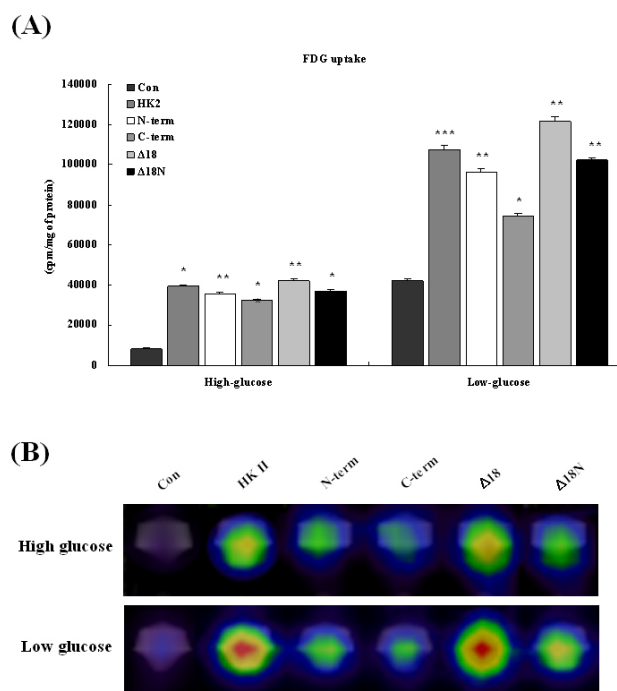 (A)
FDG uptake
140000
120000
100000
80000
60000
40000
20000
0
(cpm/mg of protein)
Con
HK2
N-term
C-term
Δ18
Δ18N
* ** * ** *
*** ** * ** **
High-glucose Low-glucose
(B)
Con HK II N-term C-term Δ18 Δ18N
High glucose
Low glucose